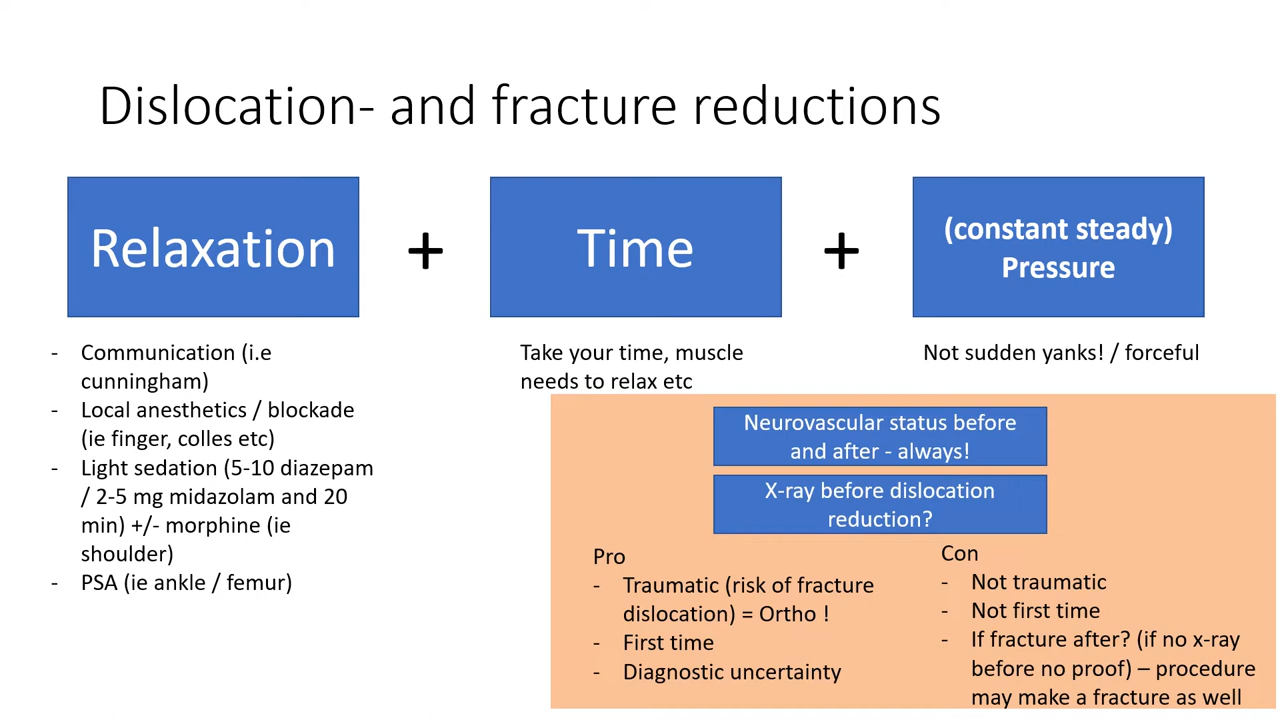 Dislocation- and fracture reductions
Relaxation
+
Time
+
(constant steady)
Pressure
- Communication (i.e
cunningham)
- Local anesthetics / blockade
(ie finger, colles etc)
- Light sedation (5-10 diazepam
/ 2-5 mg midazolam and 20
min) +/- morphine (ie
shoulder)
- PSA (ie ankle / femur)
Take your time, muscle
needs to relax etc
Not sudden yanks! / forceful
Neurovascular status before
and after - always!
X-ray before dislocation
reduction?
Pro
- Traumatic (risk of fracture
dislocation) = Ortho !
- First time
- Diagnostic uncertainty
Con
- Not traumatic
- Not first time
- If fracture after? (if no x-ray
before no proof) – procedure
may make a fracture as well